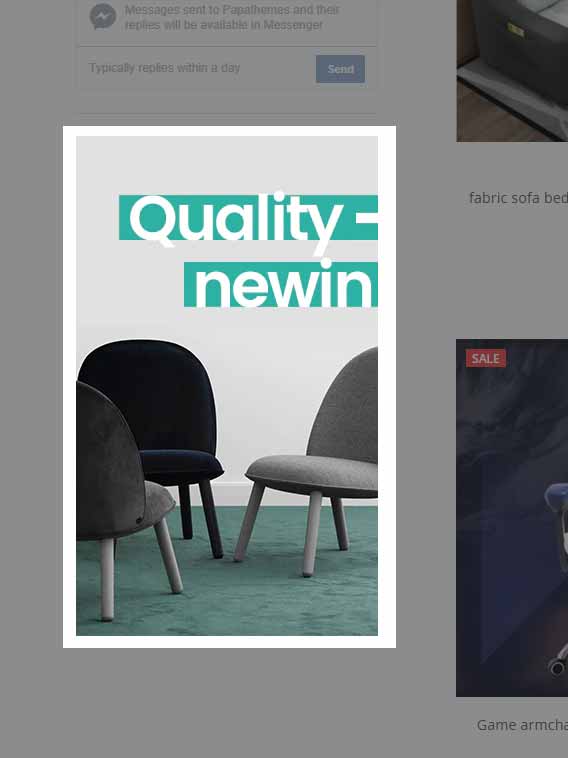 Messages sent to Papathemes and their
replies will be available in Messenger
Typically replies within a day
Send
Quality -
newin
fabric sofa bed
SALE
Game armcha